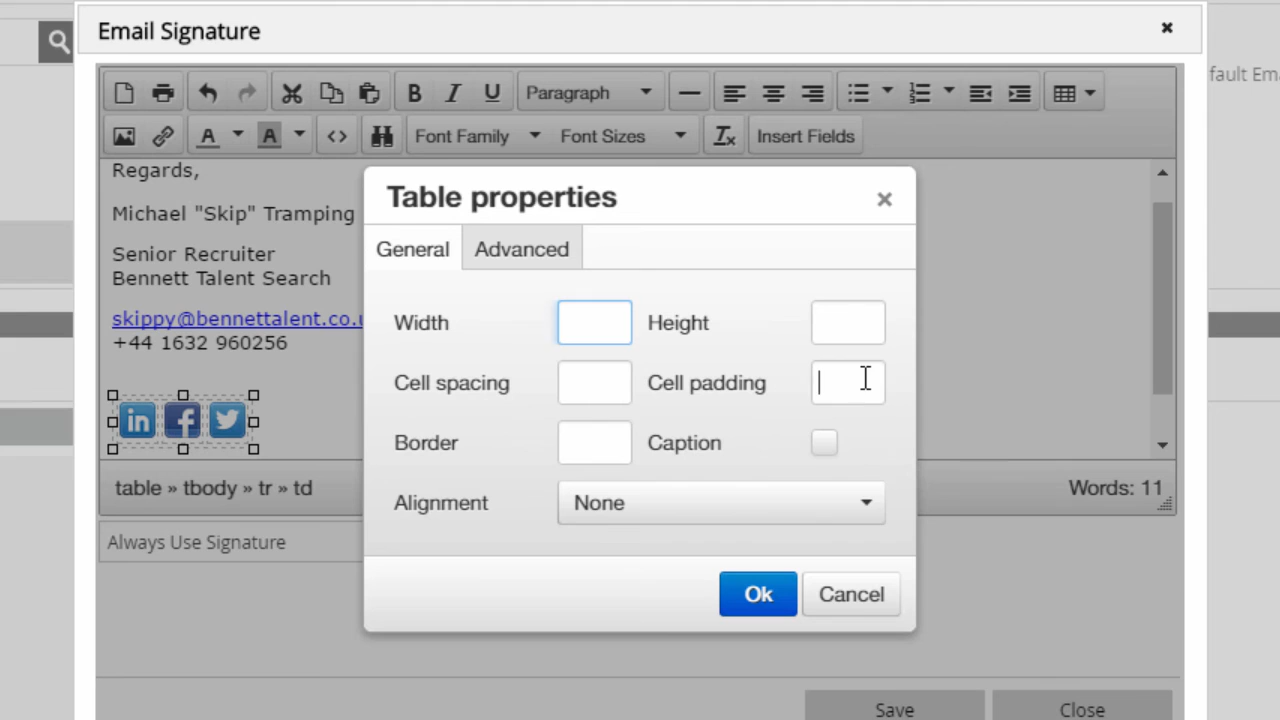 Email Signature
fault Ema
B I U Paragraph
A A Font Family Font Sizes Insert Fields
Regards,
Michael "Skip" Tramping
Senior Recruiter
Bennett Talent Search
skippy@bennettalent.co.u
+44 1632 960256
in f
table » tbody » tr » td
Words: 11
Always Use Signature
Table properties
General Advanced
Width Height
Cell spacing Cell padding
Border Caption
Alignment None
Ok Cancel
Save Close